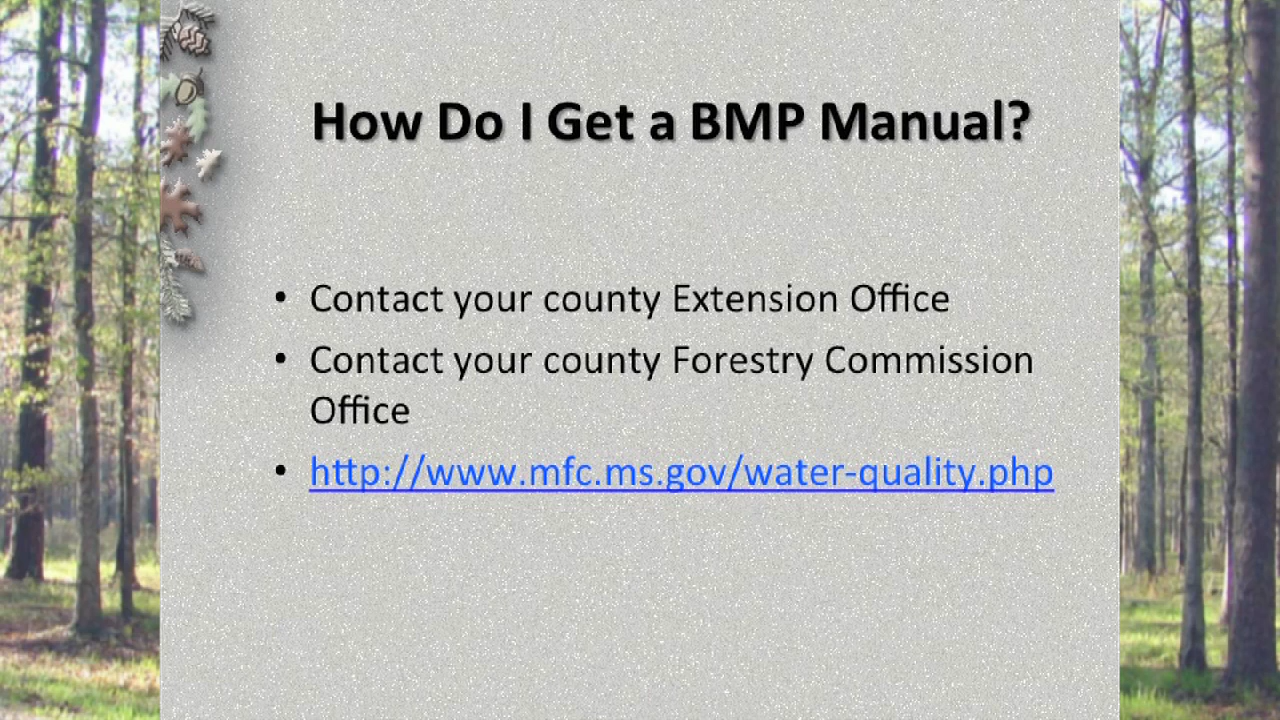 How Do I Get a BMP Manual?
• Contact your county Extension Office
• Contact your county Forestry Commission
Office
• http://www.mfc.ms.gov/water-quality.php